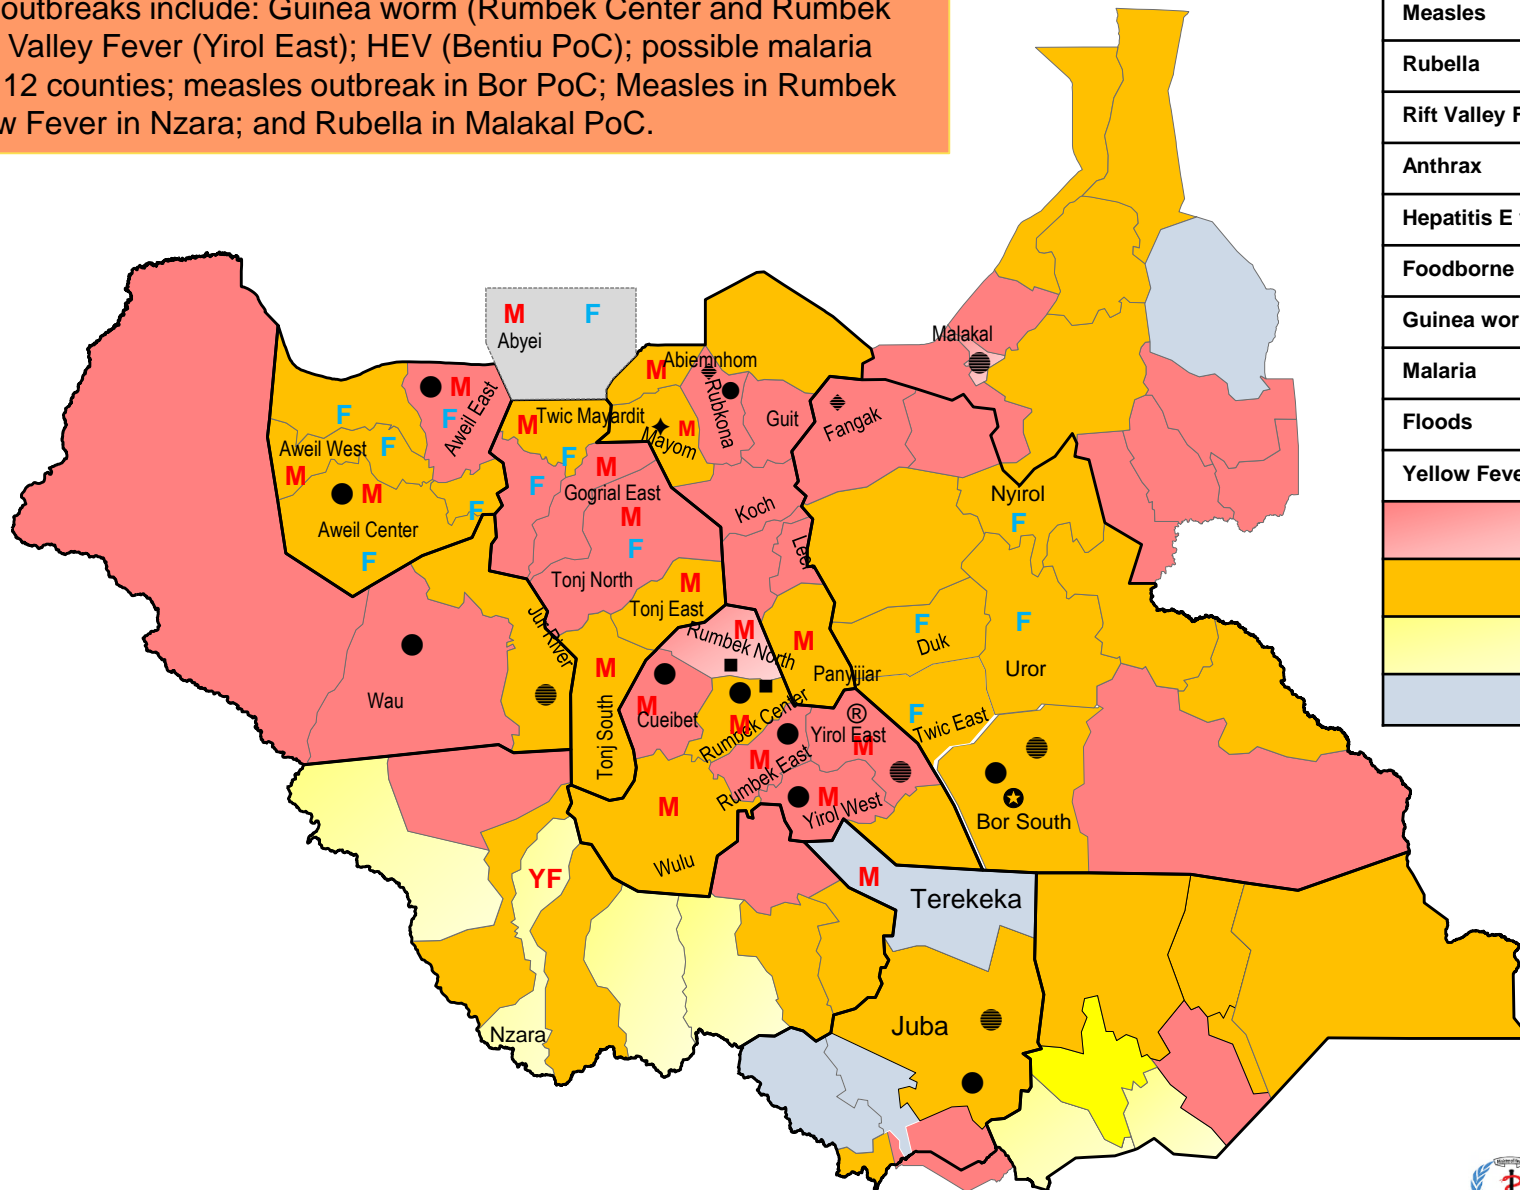 outbreaks include: Guinea worm (Rumbek Center and Rumbek
Valley Fever (Yirol East); HEV (Bentiu PoC); possible malaria
12 counties; measles outbreak in Bor PoC; Measles in Rumbek
w Fever in Nzara; and Rubella in Malakal PoC.
Measles
Rubella
Rift Valley F
Anthrax
Hepatitis E
Foodborne
Guinea wor
Malaria
Floods
Yellow Feve
M
F
Abyei
Malakal
M
Abiemnhom
M
Aweil East
F
M
Twic Mayardit
F
M
Mayom
Rubkona
Guit
Fangak
F
Aweil West
F
M
M
F
Aweil Center
F
F
M
Gogrial East
M
F
Tonj North
Koch
Leer
Nyirol
F
M
Tonj East
Jur River
M
Rumbek North
M
Panyijiar
F
Duk
F
Uror
Wau
M
Tonj South
M
Cueibet
M
Rumbek Center
®
Yirol East
M
F
Twic East
M
Rumbek East
M
Yirol West
M
Wulu
Bor South
YF
M
Terekeka
Juba
Nzara